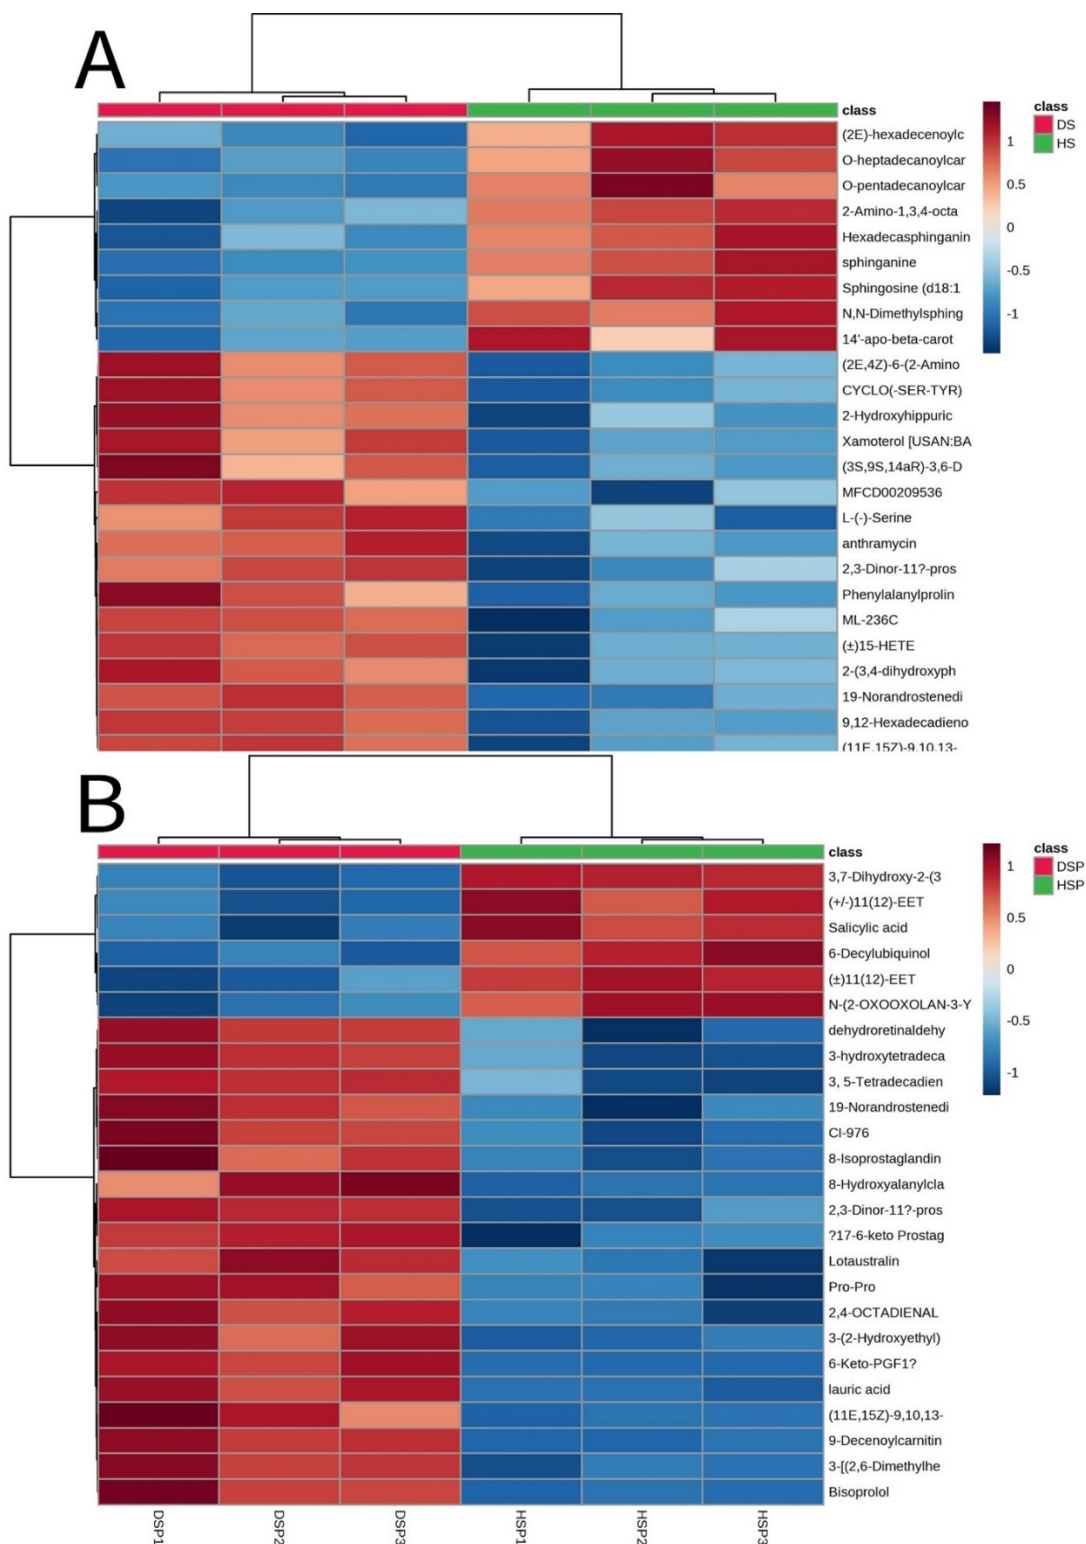 A
class
(2E)-hexadecenoylc
O-heptadecanoylcar
O-pentadecanoylcar
2-Amino-1,3,4-octa
Hexadecasphinganin
sphinganine
Sphingosine (d18:1
N,N-Dimethylsphing
14'-apo-beta-carot
(2E,4Z)-6-(2-Amino
CYCLO(-SER-TYR)
2-Hydroxyhippuric
Xamoterol [USAN:BA
(3S,9S,14aR)-3,6-D
MFCD00209536
L-(-)-Serine
anthramycin
2,3-Dinor-11?-pros
Phenylalanylprolin
ML-236C
(±)15-HETE
2-(3,4-dihydroxyph
19-Norandrostenedi
9,12-Hexadecadieno
(11E,15Z)-9,10,13-
1
0.5
0
-0.5
-1
class
DS
HS
B
class
3,7-Dihydroxy-2-(3
(+/-)11(12)-EET
Salicylic acid
6-Decylubiquinol
(±)11(12)-EET
N-(2-OXOOXOLAN-3-Y
dehydroretinaldehy
3-hydroxytetradeca
3, 5-Tetradecadien
19-Norandrostenedi
CI-976
8-Isoprostaglandin
8-Hydroxyalanylcla
2,3-Dinor-11?-pros
?17-6-keto Prostag
Lotaustralin
Pro-Pro
2,4-OCTADIENAL
3-(2-Hydroxyethyl)
6-Keto-PGF1?
lauric acid
(11E,15Z)-9,10,13-
9-Decenoylcarnitin
3-[(2,6-Dimethylhe
Bisoprolol
1
0.5
0
-0.5
-1
class
DSP
HSP
DSP1
DSP2
DSP3
HSP1
HSP2
HSP3